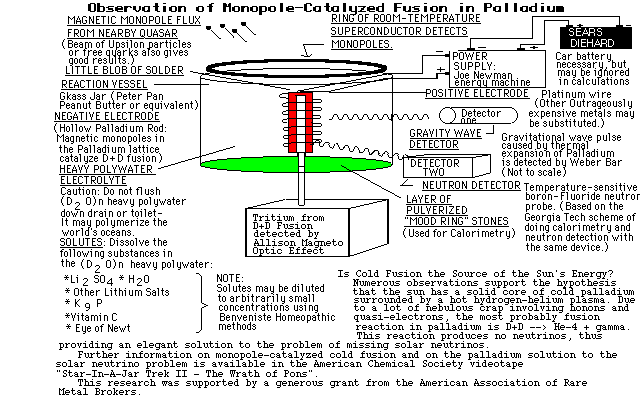 Observation of Monopole-Catalyzed Fusion in Palladium
MAGNETIC MONOPOLE FLUX
FROM NEARBY QUASAR
(Beam of Upsilon particles
or free quarks also gives
good results.)
LITTLE BLOB OF SOLDER
REACTION VESSEL
Gkass Jar (Peter Pan
Peanut Butter or equivalent)
NEGATIVE ELECTRODE
(Hollow Palladium Rod:
Magnetic monopoles in
the Palladium lattice
catalyze D+D fusion)
HEAVY POLYWATER
ELECTROLYTE
Caution: Do not flush
(D2O)n heavy polywater
down drain or toilet-
It may polymerize the
world's oceans.
SOLUTES: Dissolve the
following substances in
the (D2O)n heavy polywater:
*Li2 SO4 * H2O
* Other Lithium Salts
* K9 P
*Vitamin C
* Eye of Newt
NOTE:
Solutes may be diluted
to arbitrarily small
concentrations using
Benveniste Homeopathic
methods
RING OF ROOM-TEMPERATURE
SUPERCONDUCTOR DETECTS
MONOPOLES.
POWER
SUPPLY:
Joe Newman
energy machine
SEARS
DIEHARD
Car battery
necessary, but
may be ignored
in calculations
POSITIVE ELECTRODE
Platinum wire
(Other Outrageously
expensive metals may
be substituted.)
Detector
one
GRAVITY WAVE
DETECTOR
Gravitational wave pulse
caused by thermal
expansion of Palladium
is detected by Weber Bar
(Not to scale)
DETECTOR
TWO
NEUTRON DETECTOR
Temperature-sensitive
boron-Fluoride neutron
probe. (Based on the
Georgia Tech scheme of
doing calorimetry and
neutron detection with
the same device.)
LAYER OF
PULVERIZED
"MOOD RING" STONES
(Used for Calorimetry)
Tritium from
D+D Fusion
detected by
Allison Magneto
Optic Effect
Is Cold Fusion the Source of the Sun's Energy?
Numerous observations support the hypothesis
that the sun has a solid core of cold palladium
surrounded by a hot hydrogen-helium plasma. Due
to a lot of nebulous crap involving honons and
quasi-electrons, the most probably fusion
reaction in palladium is D+D --> He-4 + gamma.
This reaction produces no neutrinos, thus
providing an elegant solution to the problem of missing solar neutrinos.
Further information on monopole-catalyzed cold fusion and on the palladium solution to the
solar neutrino problem is available in the American Chemical Society videotape
"Star-In-A-Jar Trek II - The Wrath of Pons".
This research was supported by a generous grant from the American Association of Rare
Metal Brokers.